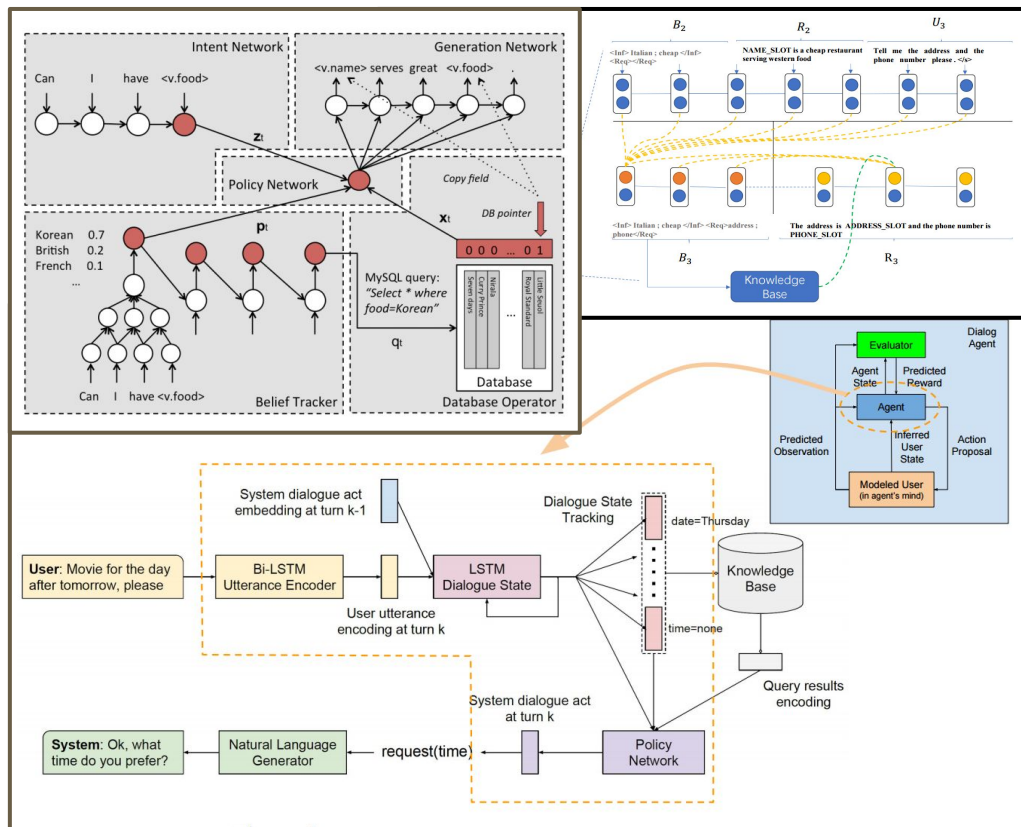 Intent Network
Can I have <v.food>
z_t
Generation Network
<v.name> serves great <v.food> .
Policy Network
Copy field
DB pointer
x_t
0 0 0 ... 0 1
Korean 0.7
British 0.2
French 0.1
...
p_t
MySQL query:
"Select * where
food=Korean"
q_t
Seven days
Curry Prince
Nirala
...
Royal Standard
Little Seuol
Database
Can I have <v.food>
Belief Tracker
Database Operator
B_2
R_2
U_3
<Inf> Italian ; cheap </Inf>
<Req></Req>
NAME_SLOT is a cheap restaurant
serving western food
Tell me the address and the
phone number please . </s>
<Inf> Italian ; cheap </Inf> <Req>address ;
phone</Req>
The address is ADDRESS_SLOT and the phone number is
PHONE_SLOT
B_3
R_3
Knowledge
Base
Dialog
Agent
Evaluator
Agent
State
Predicted
Reward
Agent
Predicted
Observation
Inferred
User
State
Action
Proposal
Modeled User
(in agent's mind)
System dialogue act
embedding at turn k-1
Dialogue State
Tracking
date=Thursday
User: Movie for the day
after tomorrow, please
Bi-LSTM
Utterance Encoder
LSTM
Dialogue State
Knowledge
Base
User utterance
encoding at turn k
time=none
Query results
encoding
System dialogue act
at turn k
System: Ok, what
time do you prefer?
Natural Language
Generator
request(time)
Policy
Network